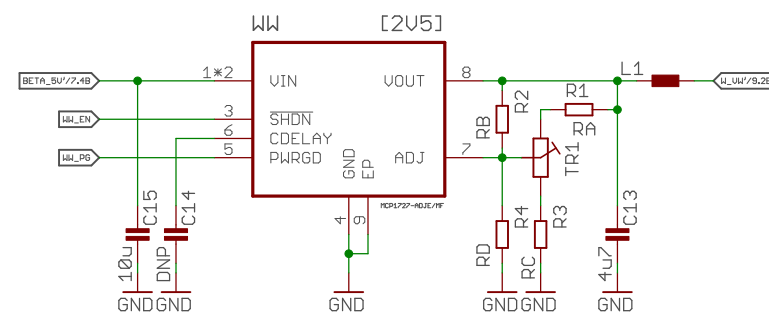 WW [2V5]
BETA_5V'/7.4B
1*2 VIN VOUT 8
L1
W_VW'/9.2E
R1
RA
R2
RB
WW_EN
3 SHDN
6 CDELAY
WW_PG
5 PWRGD ADJ 7
GND
EP
TR1
MCP1727-ADJE/MF
4
9
C15
10u
C14
DNP
R4
RD
R3
RC
C13
4u7
GND GND GND GND GND GND